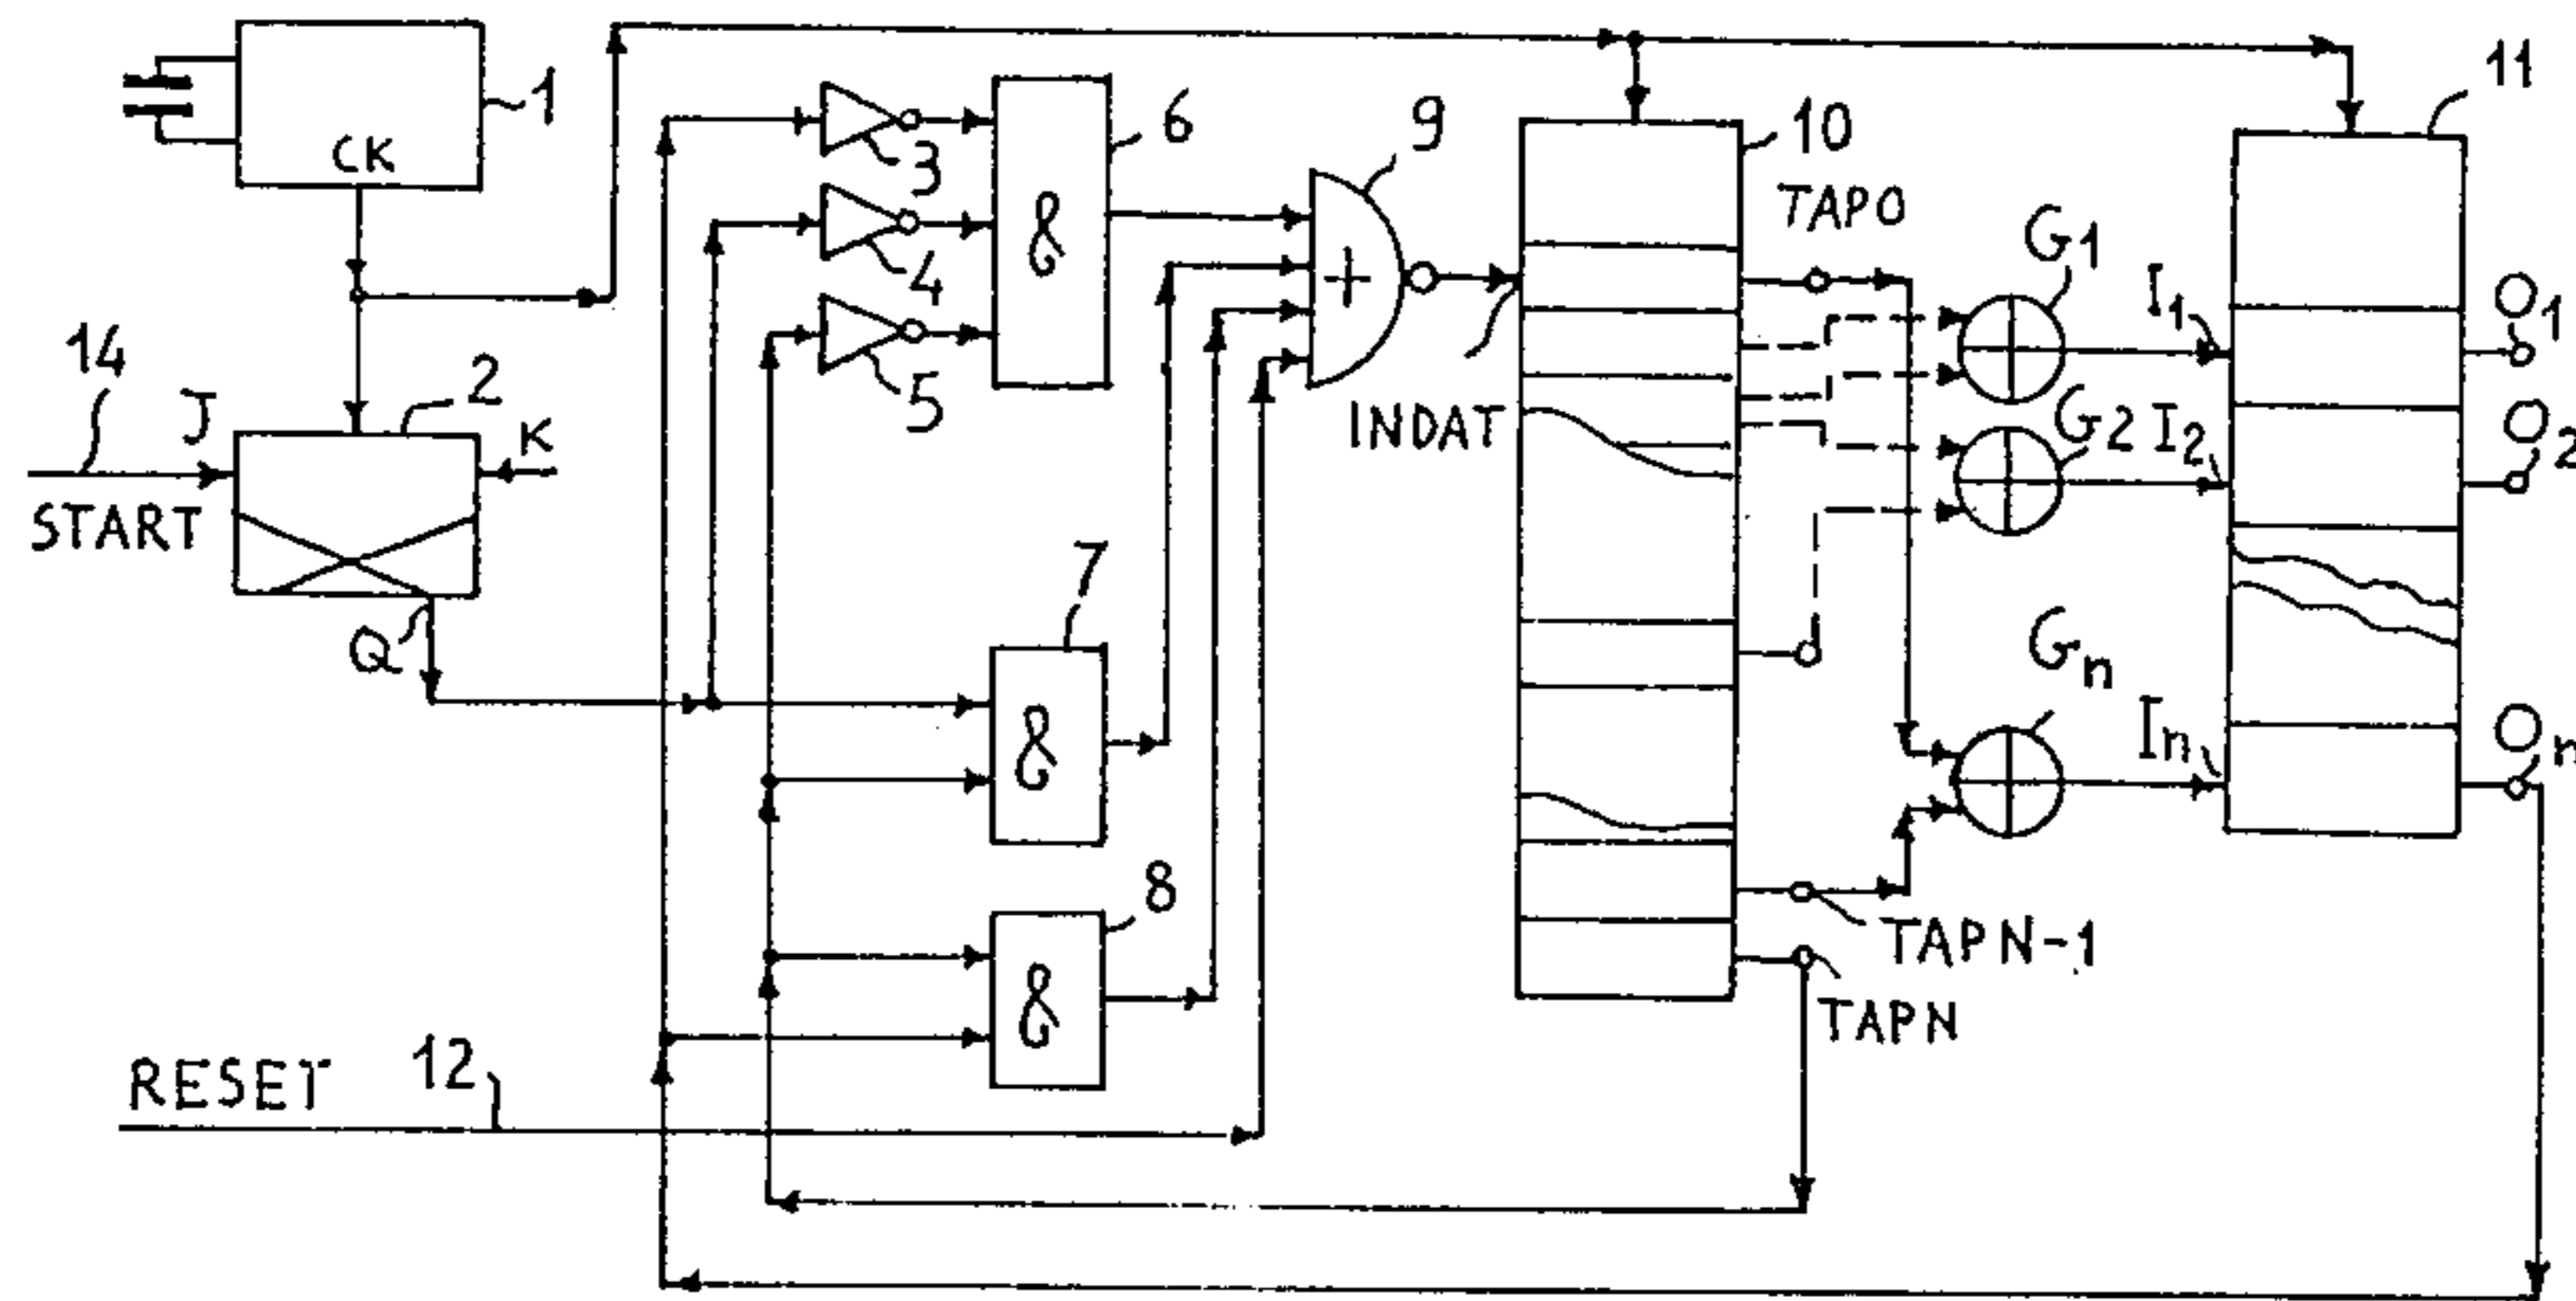 1
CK
14
J
2
K
START
Q
3
4
5
6
&
7
&
8
&
9
+
RESET
12
INDAT
10
TAPO
G1
G2
Gn
TAPN-1
TAPN
11
I1
I2
In
O1
O2
On